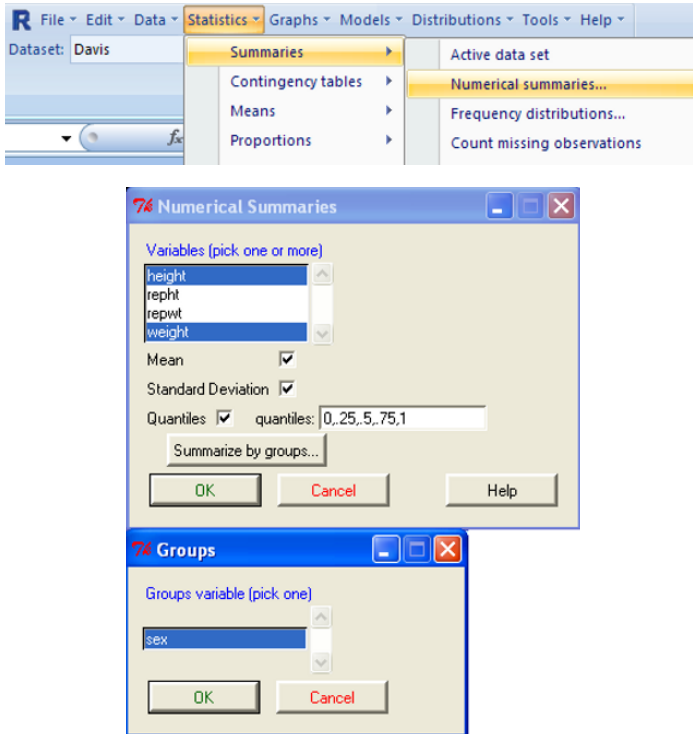 R File Edit Data Statistics Graphs Models Distributions Tools Help
Dataset: Davis
Summaries
Contingency tables
Means
Proportions
Active data set
Numerical summaries...
Frequency distributions...
Count missing observations
fx
7% Numerical Summaries
Variables (pick one or more)
height
repht
repwt
weight
Mean
Standard Deviation
Quantiles quantiles: 0,.25,.5,.75,1
Summarize by groups...
OK Cancel Help
7% Groups
Groups variable (pick one)
sex
OK Cancel